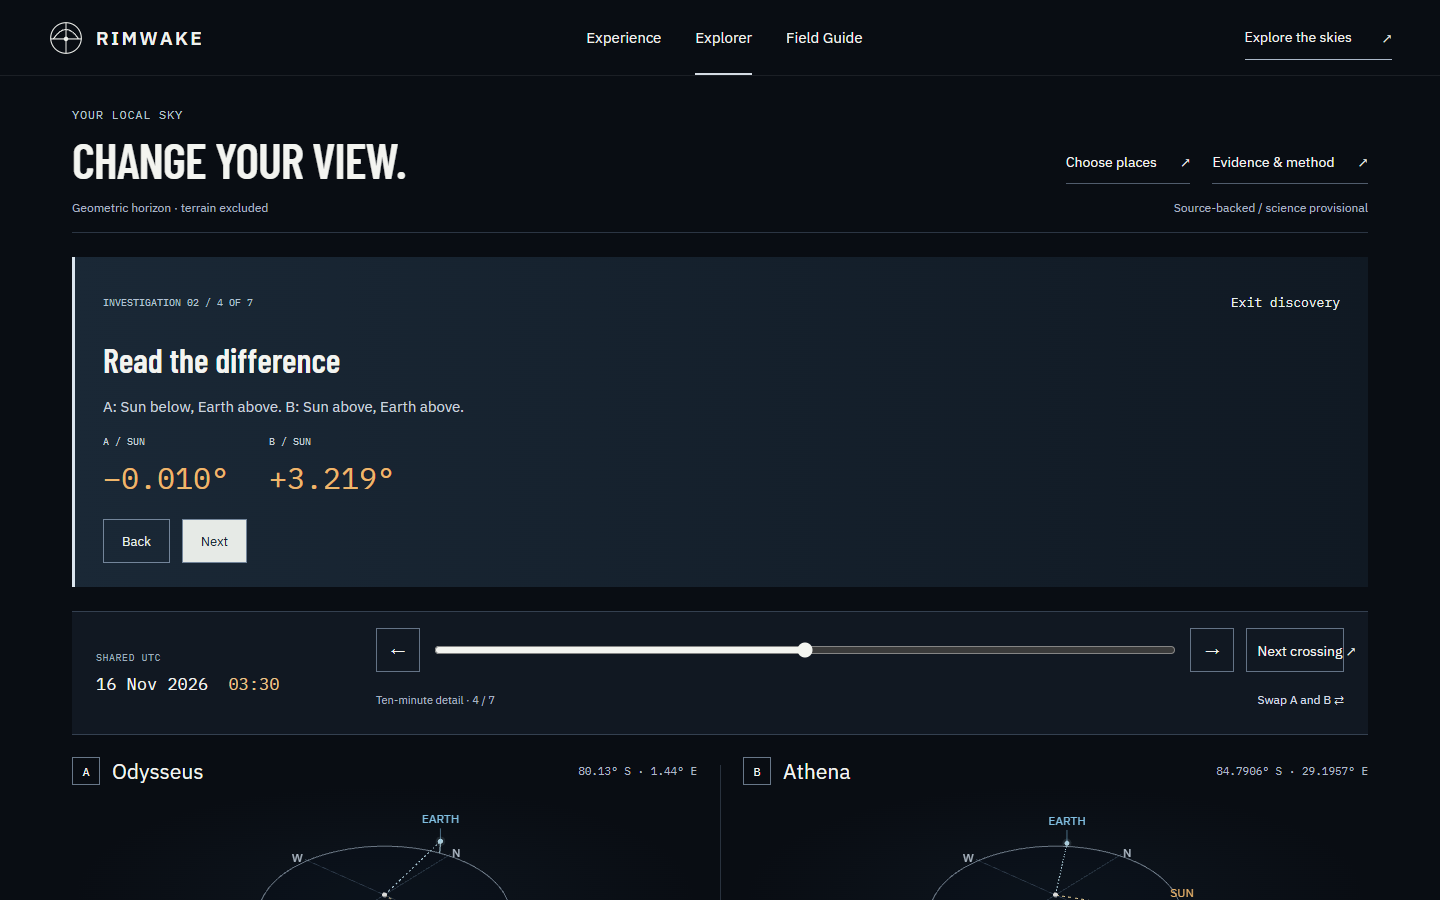 RIMWAKE
Experience
Explorer
Field Guide
Explore the skies ↗
YOUR LOCAL SKY
CHANGE YOUR VIEW.
Choose places ↗
Evidence & method ↗
Geometric horizon · terrain excluded
Source-backed / science provisional
INVESTIGATION 02 / 4 OF 7
Exit discovery
Read the difference
A: Sun below, Earth above. B: Sun above, Earth above.
A / SUN
B / SUN
−0.010°
+3.219°
Back
Next
SHARED UTC
16 Nov 2026 03:30
←
→
Next crossing ↗
Ten-minute detail · 4 / 7
Swap A and B ⇄
A Odysseus
80.13° S · 1.44° E
B Athena
84.7906° S · 29.1957° E
EARTH
W
N
EARTH
W
N
SUN